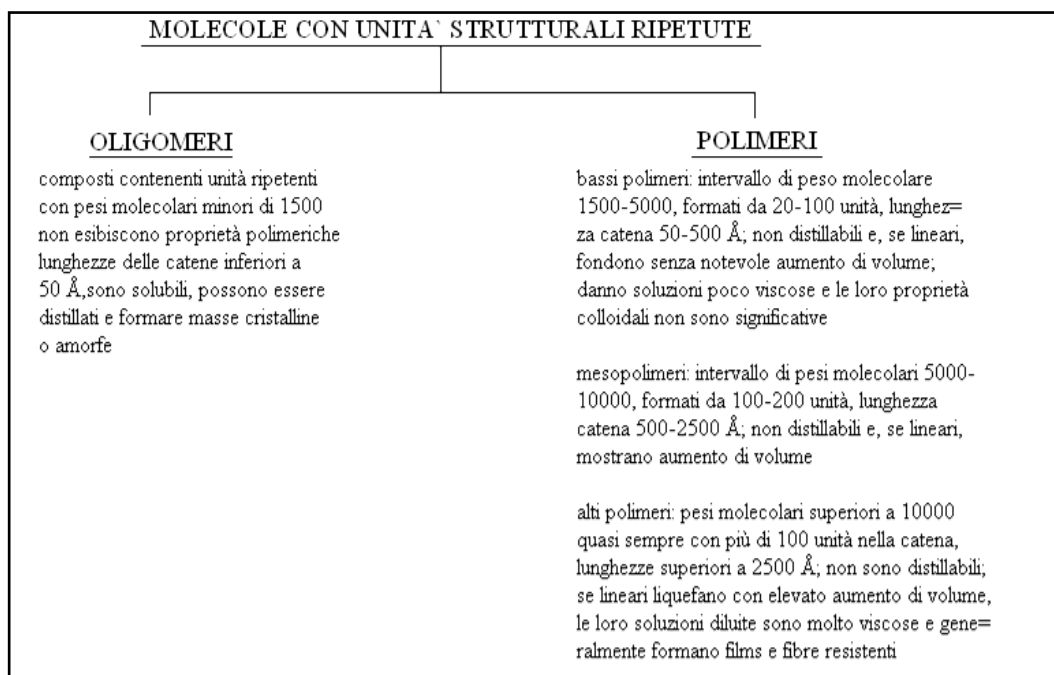 MOLECOLE CON UNITA` STRUTTURALI RIPETUTE
OLIGOMERI
composti contenenti unità ripetenti
con pesi molecolari minori di 1500
non esibiscono proprietà polimeriche
lunghezze delle catene inferiori a
50 Å,sono solubili, possono essere
distillati e formare masse cristalline
o amorfe
POLIMERI
bassi polimeri: intervallo di peso molecolare
1500-5000, formati da 20-100 unità, lunghez=
za catena 50-500 Å; non distillabili e, se lineari,
fondono senza notevole aumento di volume;
danno soluzioni poco viscose e le loro proprietà
colloidali non sono significative
mesopolimeri: intervallo di pesi molecolari 5000-
10000, formati da 100-200 unità, lunghezza
catena 500-2500 Å; non distillabili e, se lineari,
mostrano aumento di volume
alti polimeri: pesi molecolari superiori a 10000
quasi sempre con più di 100 unità nella catena,
lunghezze superiori a 2500 Å; non sono distillabili;
se lineari liquefano con elevato aumento di volume,
le loro soluzioni diluite sono molto viscose e gene=
ralmente formano films e fibre resistenti